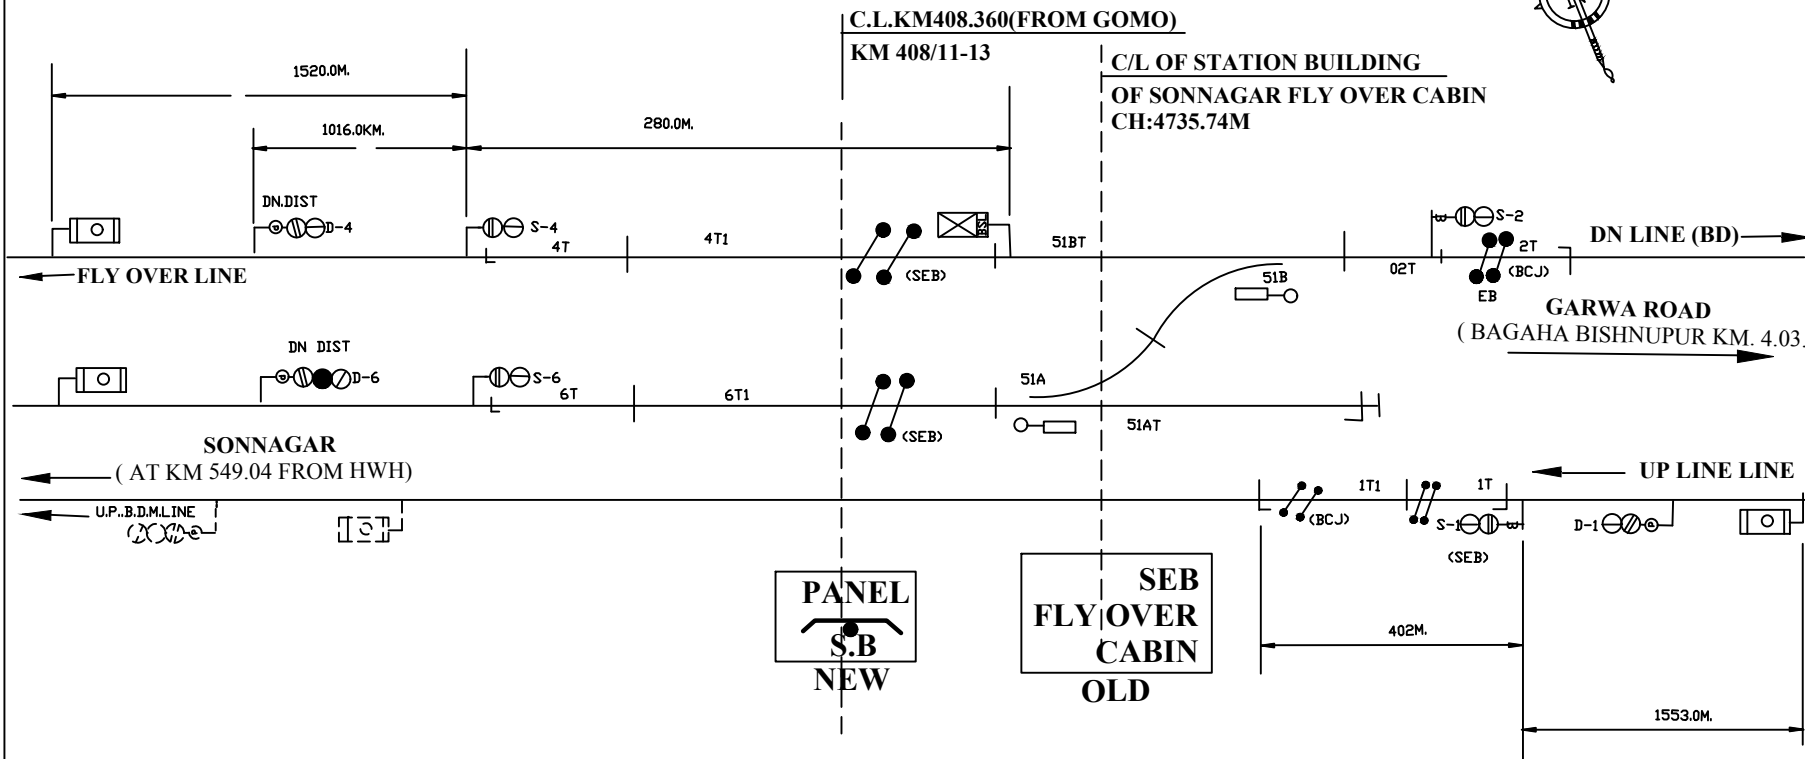 C.L.KM408.360(FROM GOMO)
KM 408/11-13
C/L OF STATION BUILDING
OF SONNAGAR FLY OVER CABIN
CH:4735.74M
1520.0M.
1016.0KM.
280.0M.
DN.DIST
D-4
S-4
4T
4T1
(SEB)
BSL
51BT
51B
02T
S-2
2T
(BCJ)
EB
DN LINE (BD)
FLY OVER LINE
GARWA ROAD
( BAGAHA BISHNUPUR KM. 4.03.
DN DIST
D-6
S-6
6T
6T1
(SEB)
51A
51AT
SONNAGAR
( AT KM 549.04 FROM HWH)
UP LINE LINE
U.P..B.D.M.LINE
1T1
1T
(BCJ)
S-1
(SEB)
D-1
PANEL
S.B
NEW
SEB
FLY OVER
CABIN
OLD
402M.
1553.0M.